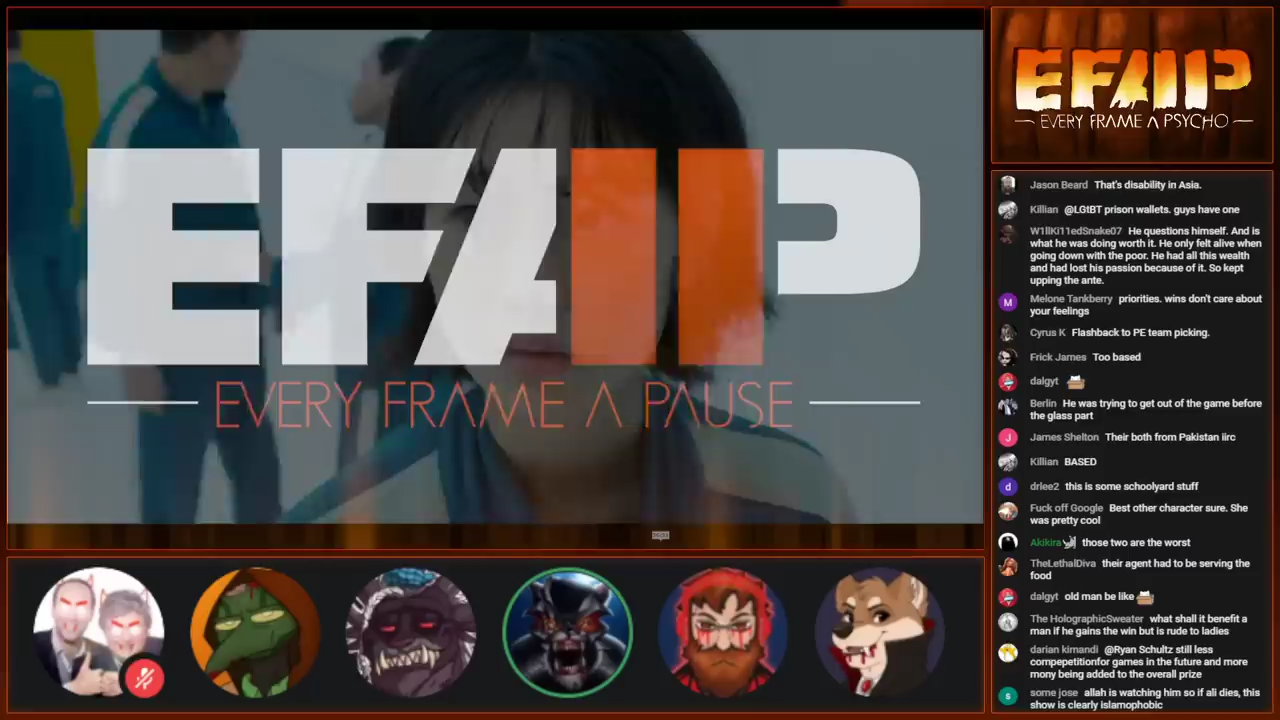 EFAIIP
EVERY FRAME A PAUSE
EFAIIP
EVERY FRAME A PSYCHO
Jason Beard That's disability in Asia.
Killian @LGtBT prison wallets. guys have one
W1llKi11edSnake07 He questions himself. And is
what he was doing worth it. He only felt alive when
going down with the poor. He had all this wealth
and had lost his passion because of it. So kept
upping the ante.
M
Melone Tankberry priorities. wins don't care about
your feelings
Cyrus K Flashback to PE team picking.
Frick James Too based
dalgyt
Berlin He was trying to get out of the game before
the glass part
J
James Shelton Their both from Pakistan iirc
Killian BASED
d
drlee2 this is some schoolyard stuff
Fuck off Google Best other character sure. She
was pretty cool
Akikira those two are the worst
TheLethalDiva their agent had to be serving the
food
dalgyt old man be like
The HolographicSweater what shall it benefit a
man if he gains the win but is rude to ladies
darian kimandi @Ryan Schultz still less
compepetitionfor games in the future and more
mony being added to the overall prize
s
some jose allah is watching him so if ali dies, this
show is clearly islamophobic